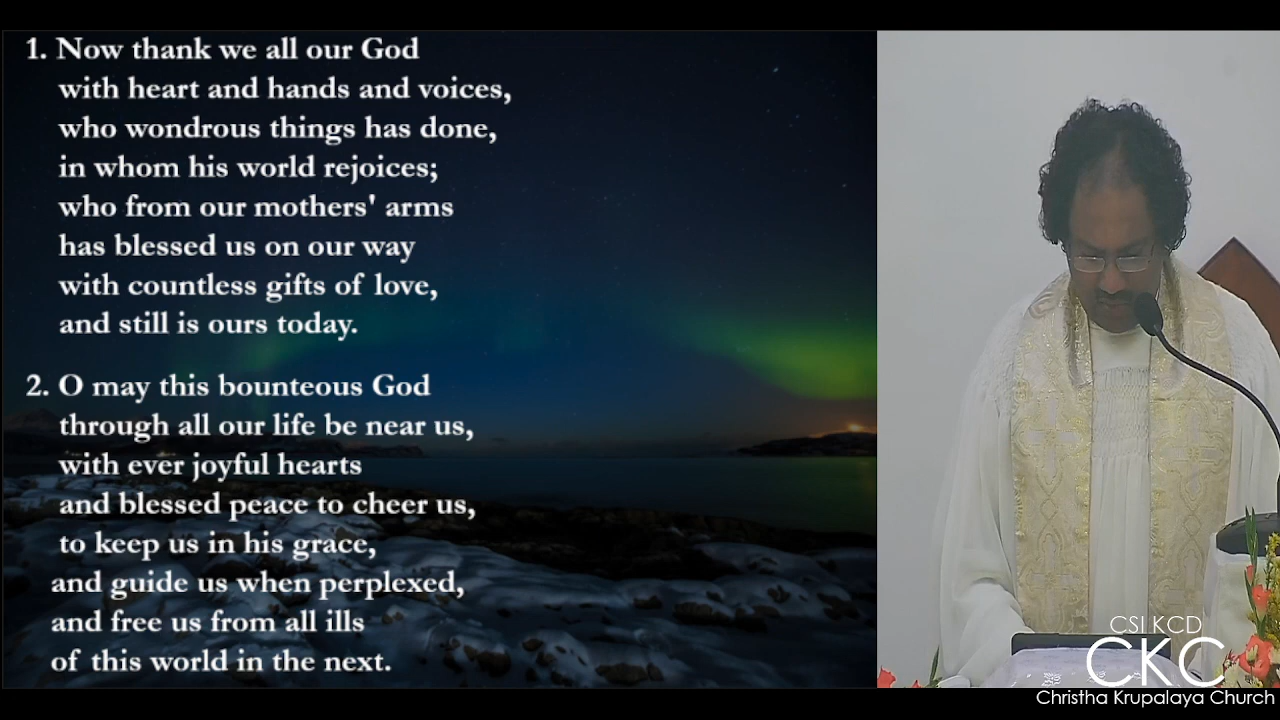 1. Now thank we all our God
with heart and hands and voices,
who wondrous things has done,
in whom his world rejoices;
who from our mothers' arms
has blessed us on our way
with countless gifts of love,
and still is ours today.
2. O may this bounteous God
through all our life be near us,
with ever joyful hearts
and blessed peace to cheer us,
to keep us in his grace,
and guide us when perplexed,
and free us from all ills
of this world in the next.
CSI KCD
CKC
Christha Krupalaya Church